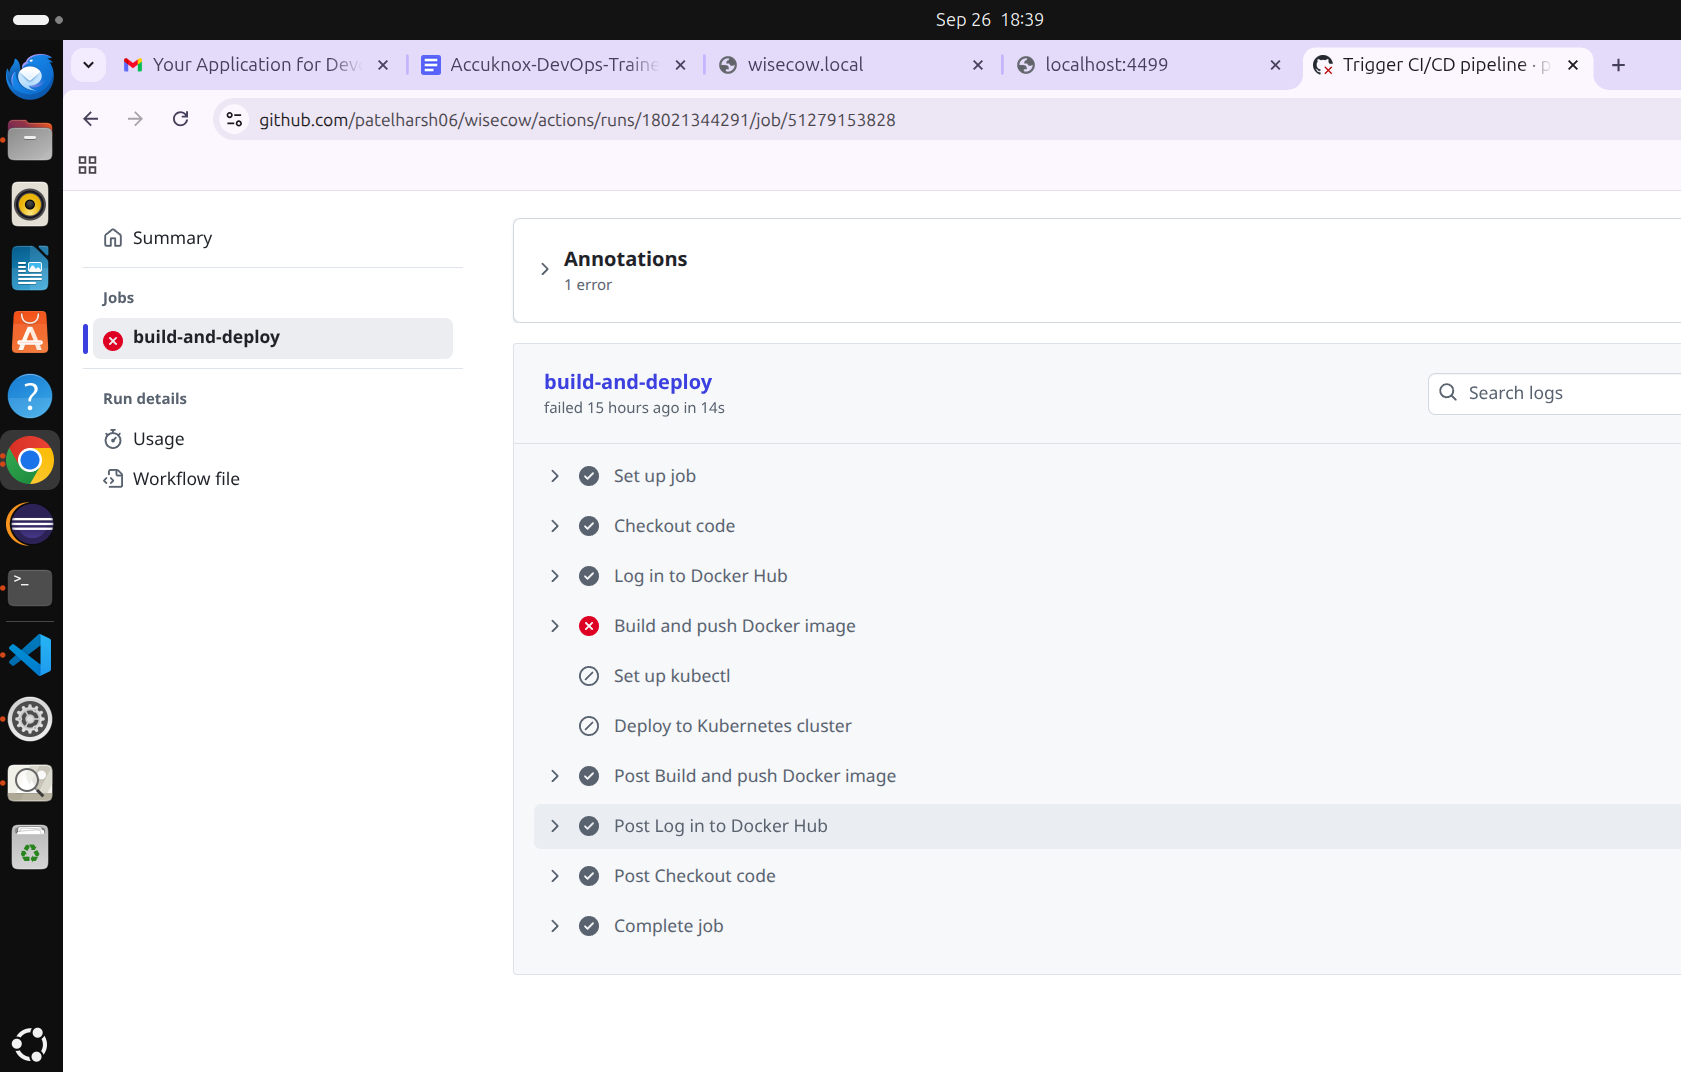 Sep 26 18:39
Your Application for Dev
Accuknox-DevOps-Traine
wisecow.local
localhost:4499
Trigger CI/CD pipeline · p
github.com/patelharsh06/wisecow/actions/runs/18021344291/job/51279153828
Summary
Jobs
build-and-deploy
Run details
Usage
Workflow file
Annotations
1 error
build-and-deploy
failed 15 hours ago in 14s
Search logs
Set up job
Checkout code
Log in to Docker Hub
Build and push Docker image
Set up kubectl
Deploy to Kubernetes cluster
Post Build and push Docker image
Post Log in to Docker Hub
Post Checkout code
Complete job